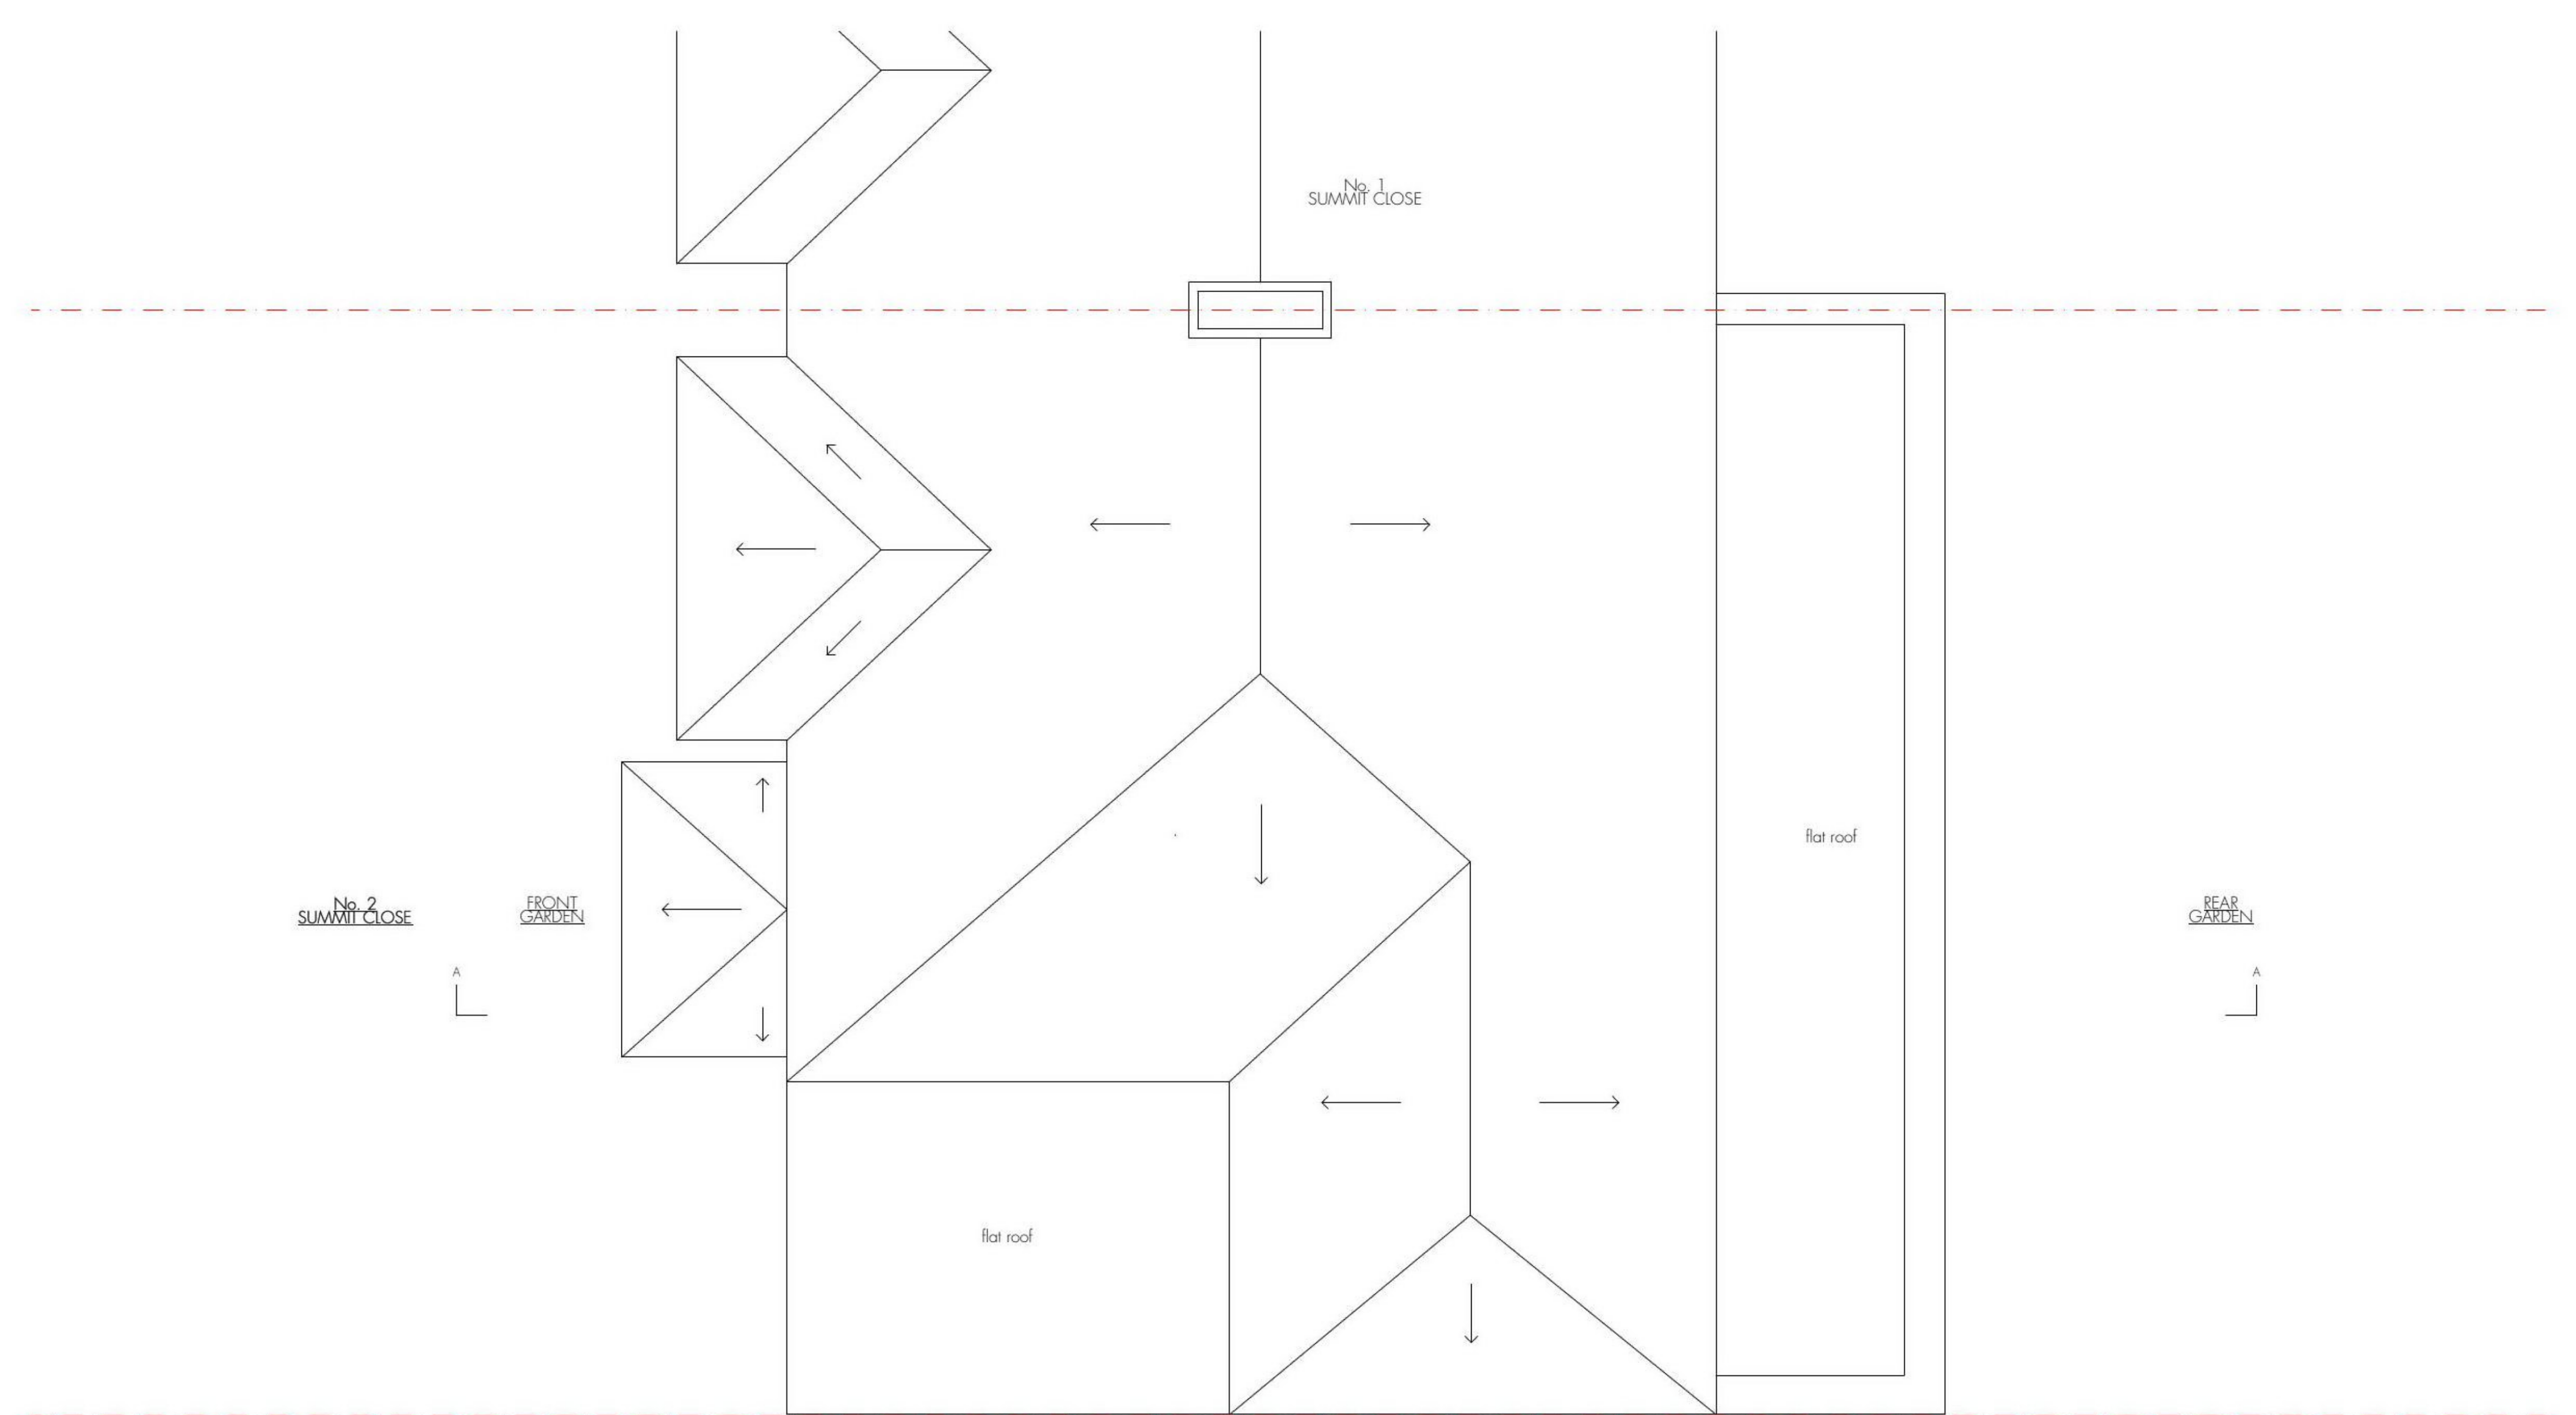 No. 1
SUMMIT CLOSE
flat roof
No. 2
SUMMIT CLOSE
FRONT
GARDEN
REAR
GARDEN
A
A
flat roof